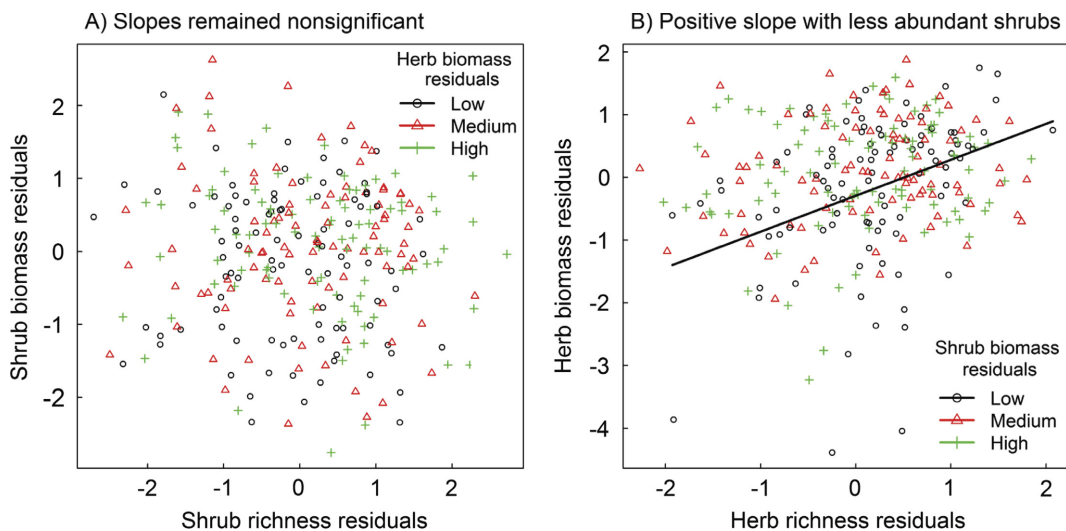 A) Slopes remained nonsignificant
Herb biomass
residuals
Low
Medium
High
2
1
0
-1
-2
Shrub biomass residuals
-2
-1
0
1
2
Shrub richness residuals
B) Positive slope with less abundant shrubs
2
1
0
-1
-2
-3
-4
Herb biomass residuals
Shrub biomass
residuals
Low
Medium
High
-2
-1
0
1
2
Herb richness residuals